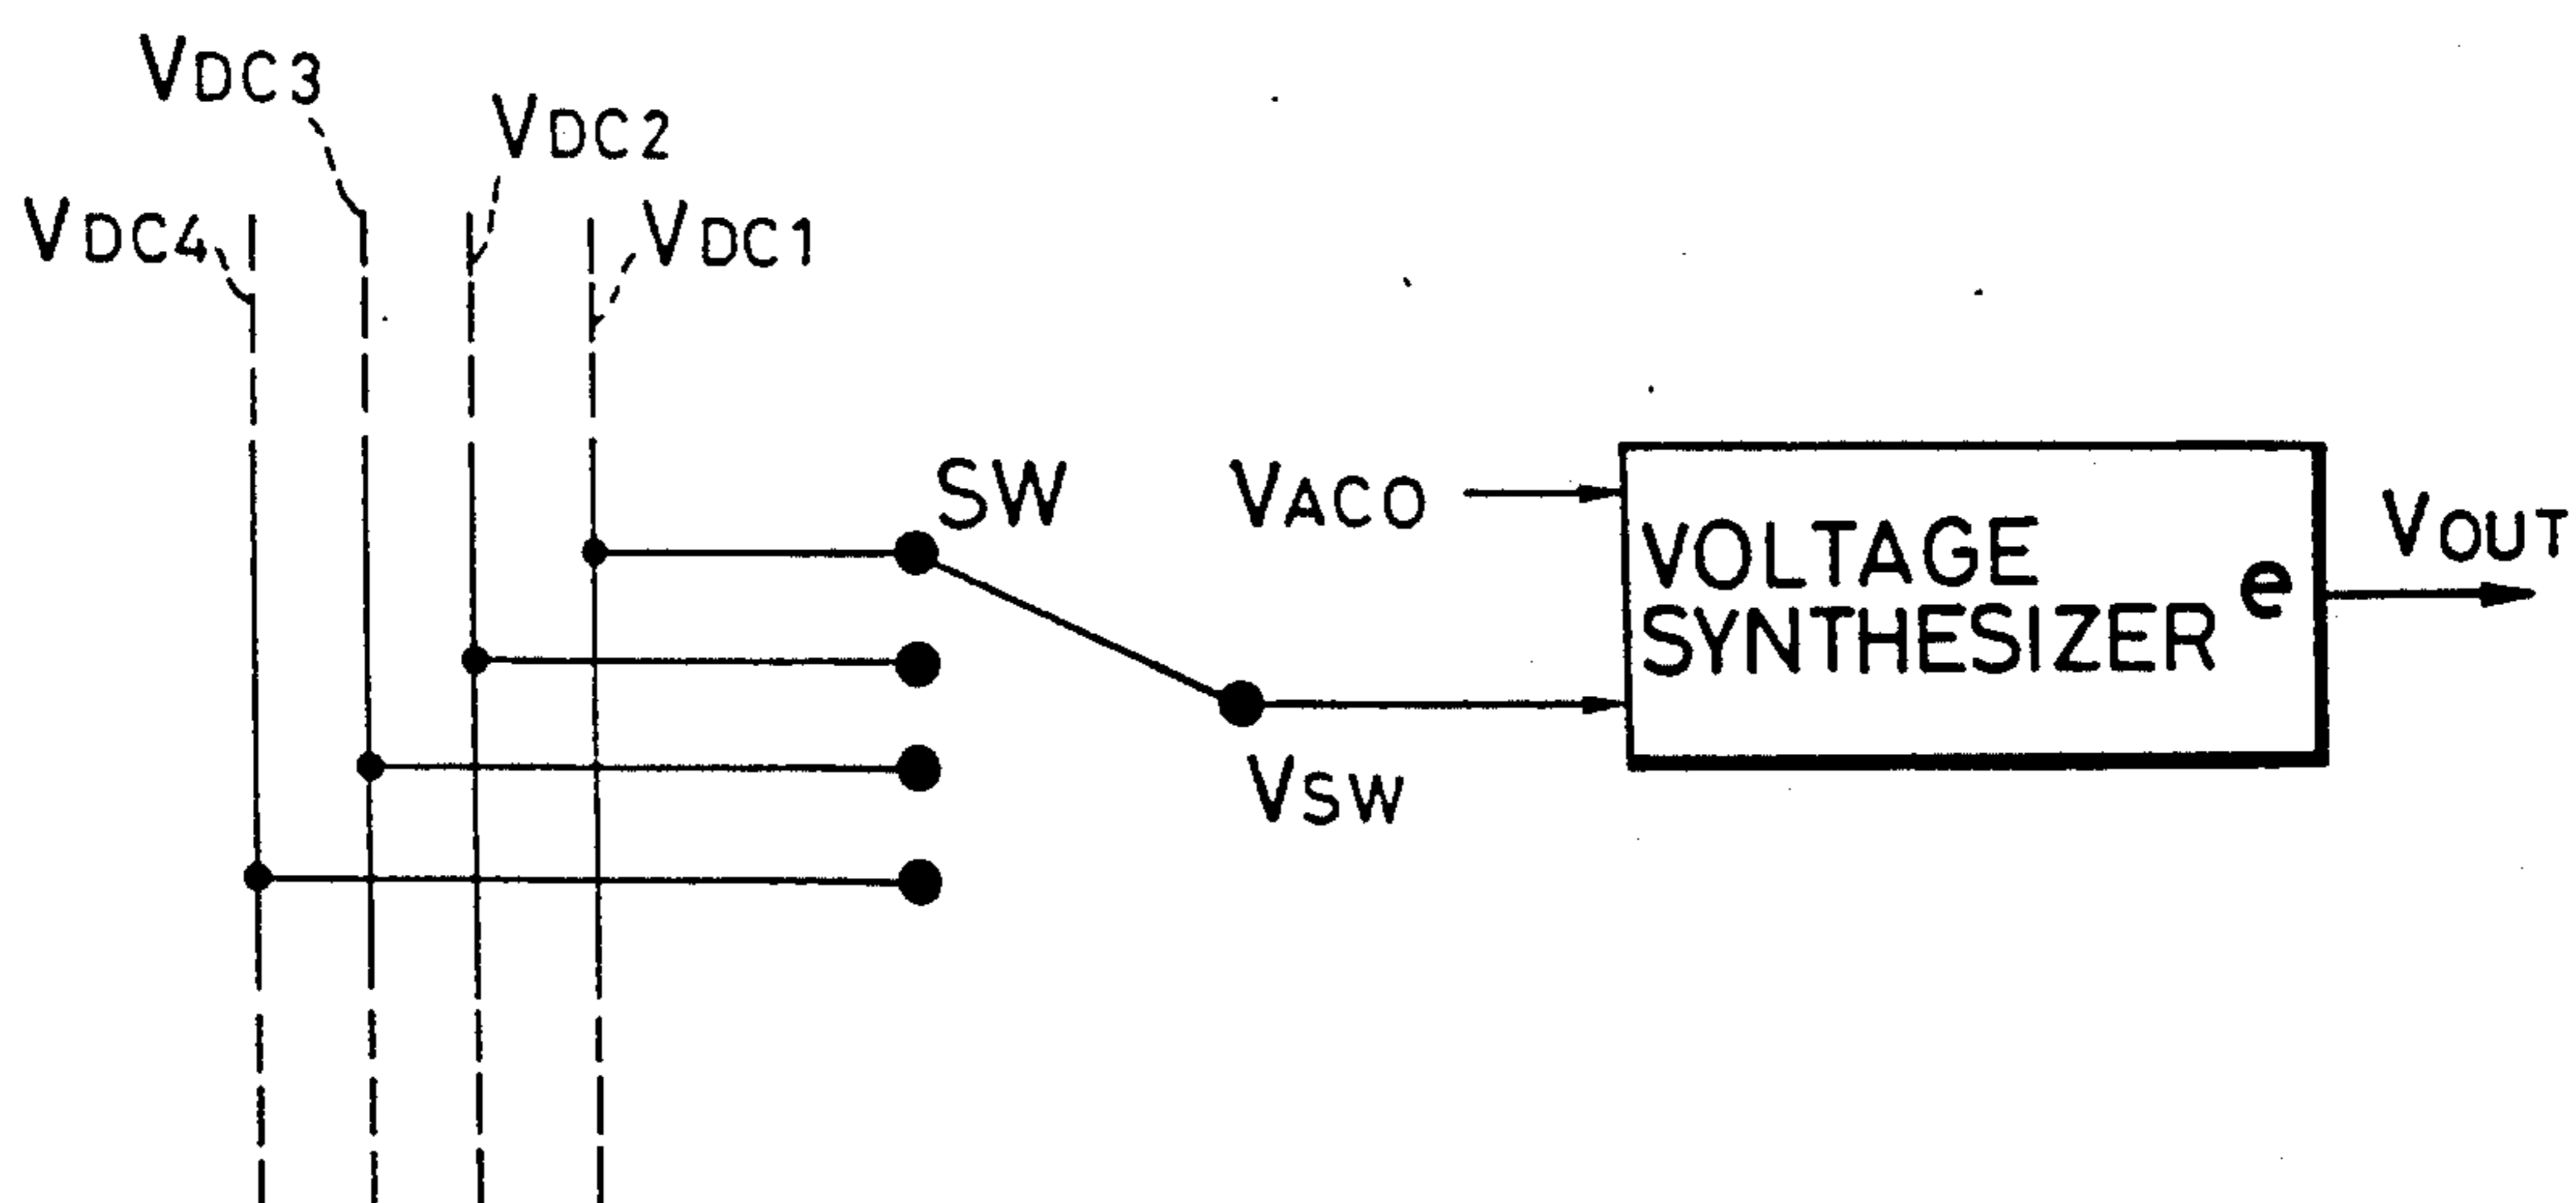 VDC3
VDC2
VDC4
VDC1
SW
VACO
VOLTAGE
SYNTHESIZER
e
VOUT
VSW